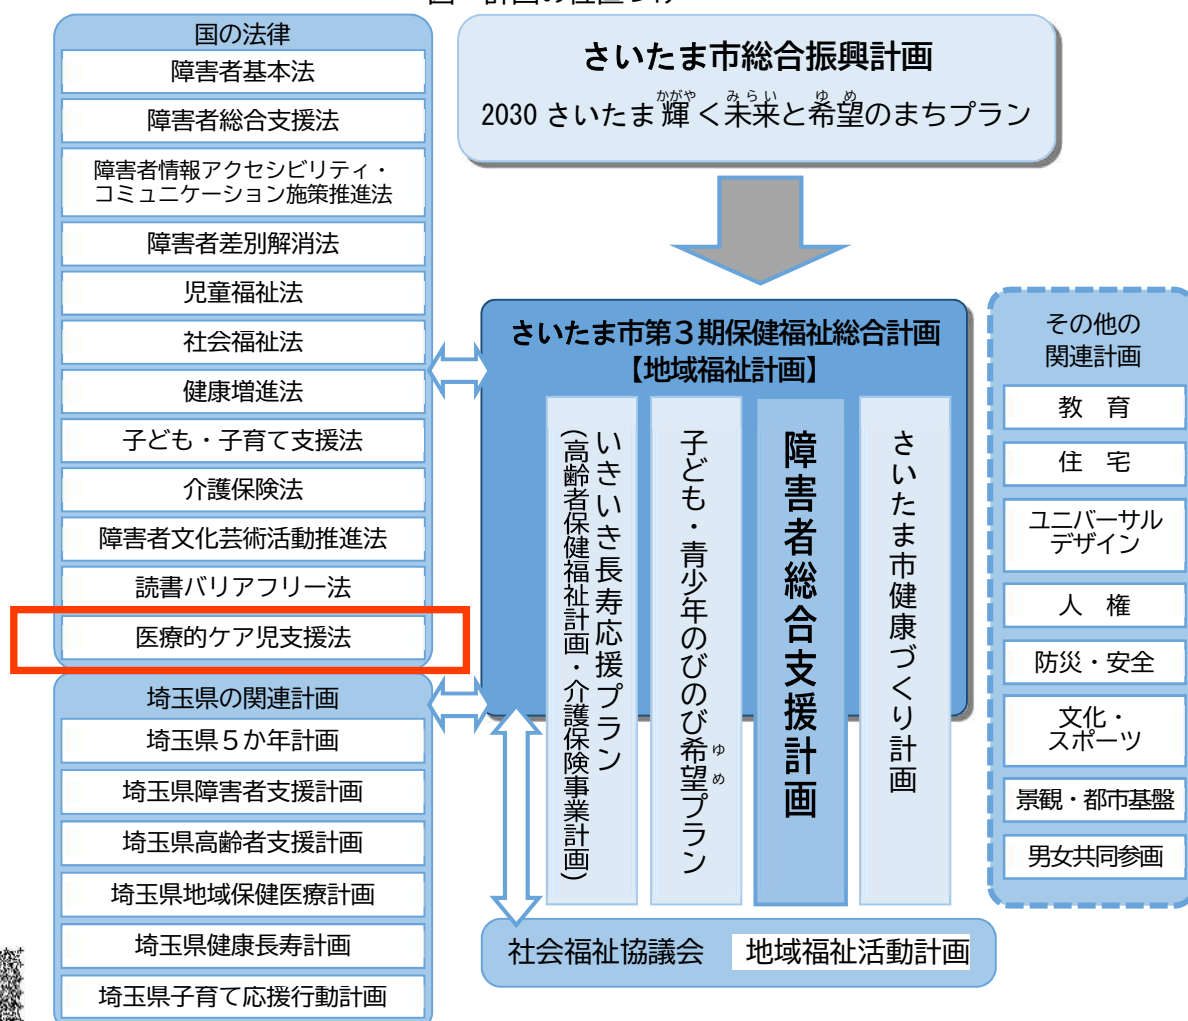 国の法律
障害者基本法
障害者総合支援法
障害者情報アクセシビリティ・
コミュニケーション施策推進法
障害者差別解消法
児童福祉法
社会福祉法
健康増進法
子ども・子育て支援法
介護保険法
障害者文化芸術活動推進法
読書バリアフリー法
医療的ケア児支援法
埼玉県の関連計画
埼玉県５か年計画
埼玉県障害者支援計画
埼玉県高齢者支援計画
埼玉県地域保健医療計画
埼玉県健康長寿計画
埼玉県子育て応援行動計画
さいたま市総合振興計画
かがや みらい ゆめ
2030 さいたま輝く未来と希望のまちプラン
さいたま市第３期保健福祉総合計画
【地域福祉計画】
いきいき長寿応援プラン
(高齢者保健福祉計画・介護保険事業計画)
子ども・青少年のびのび希望プラン
ゆめ
障害者総合支援計画
さいたま市健康づくり計画
社会福祉協議会 地域福祉活動計画
その他の
関連計画
教 育
住 宅
ユニバーサル
デザイン
人 権
防災・安全
文化・
スポーツ
景観・都市基盤
男女共同参画